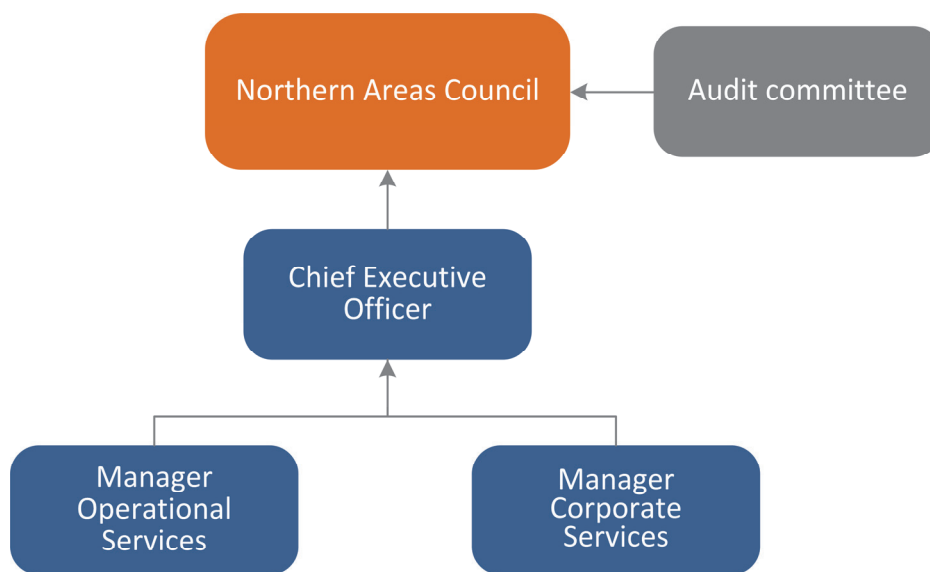 Northern Areas Council
Audit committee
Chief Executive
Officer
Manager
Operational
Services
Manager
Corporate
Services